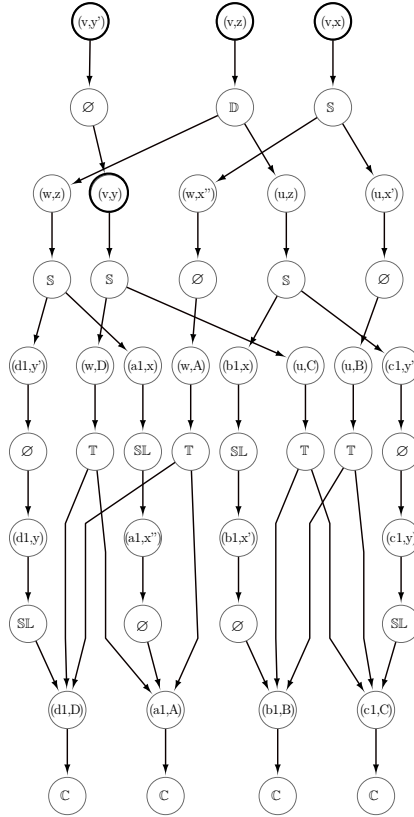 (v,y') (v,z) (v,x)
∅ 𝔻 𝕊
(w,z) (v,y) (w,x'') (u,z) (u,x')
𝕊 𝕊 ∅ 𝕊 ∅
(d1,y') (w,D) (a1,x) (w,A) (b1,x) (u,C) (u,B) (c1,y')
∅ 𝕋 𝕊𝕃 𝕋 𝕊𝕃 𝕋 𝕋 ∅
(d1,y) (a1,x'') (b1,x') (c1,y)
𝕊𝕃 ∅ ∅ 𝕊𝕃
(d1,D) (a1,A) (b1,B) (c1,C)
ℂ ℂ ℂ ℂ